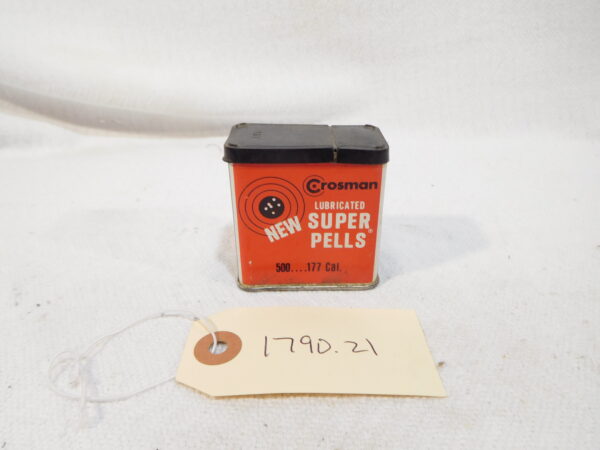 Crosman
LUBRICATED
NEW SUPER
PELLS®
500....177 Cal.
1790.21